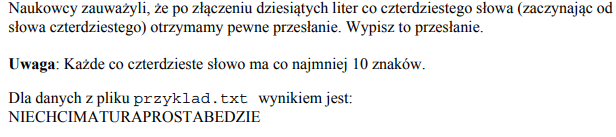 Naukowcy zauważyli, że po złączeniu dziesiątych liter co czterdziestego słowa (zaczynając od
słowa czterdziestego) otrzymamy pewne przesłanie. Wypisz to przesłanie.
Uwaga: Każde co czterdzieste słowo ma co najmniej 10 znaków.
Dla danych z pliku przyklad.txt wynikiem jest:
NIECHCIMATURAPROSTABEDZIE